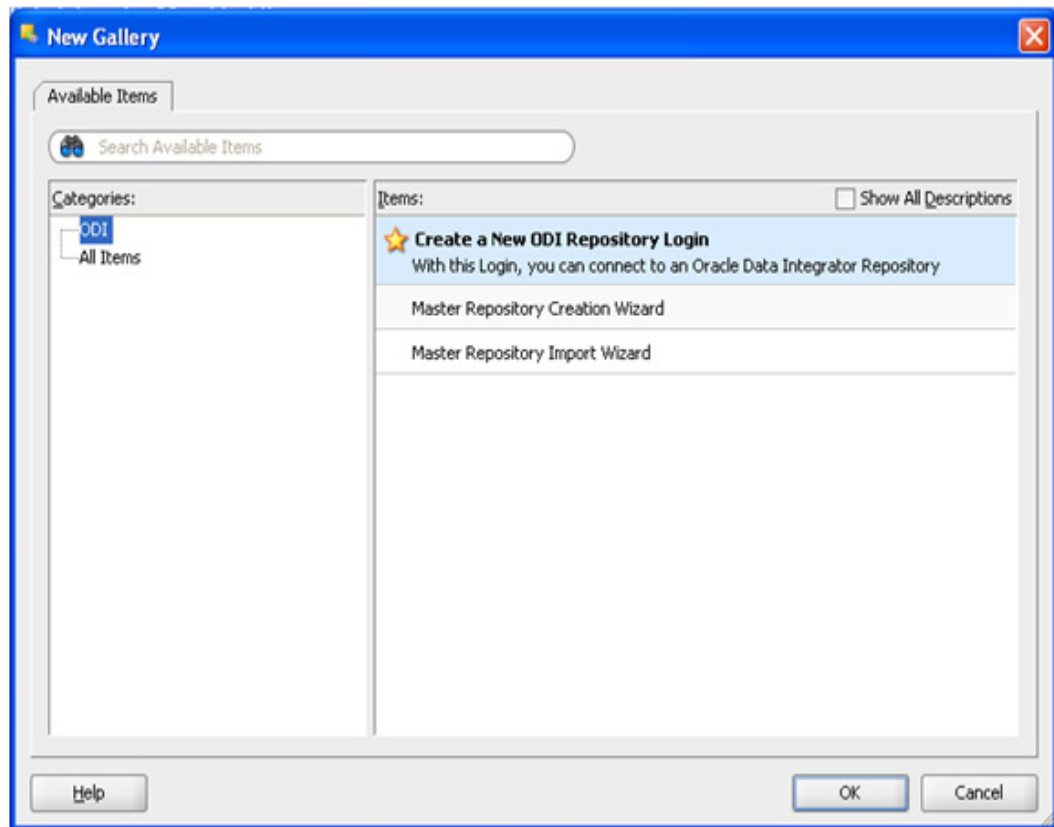 New Gallery
Available Items
Search Available Items
Categories:
ODI
All Items
Items:
Show All Descriptions
Create a New ODI Repository Login
With this Login, you can connect to an Oracle Data Integrator Repository
Master Repository Creation Wizard
Master Repository Import Wizard
Help
OK
Cancel